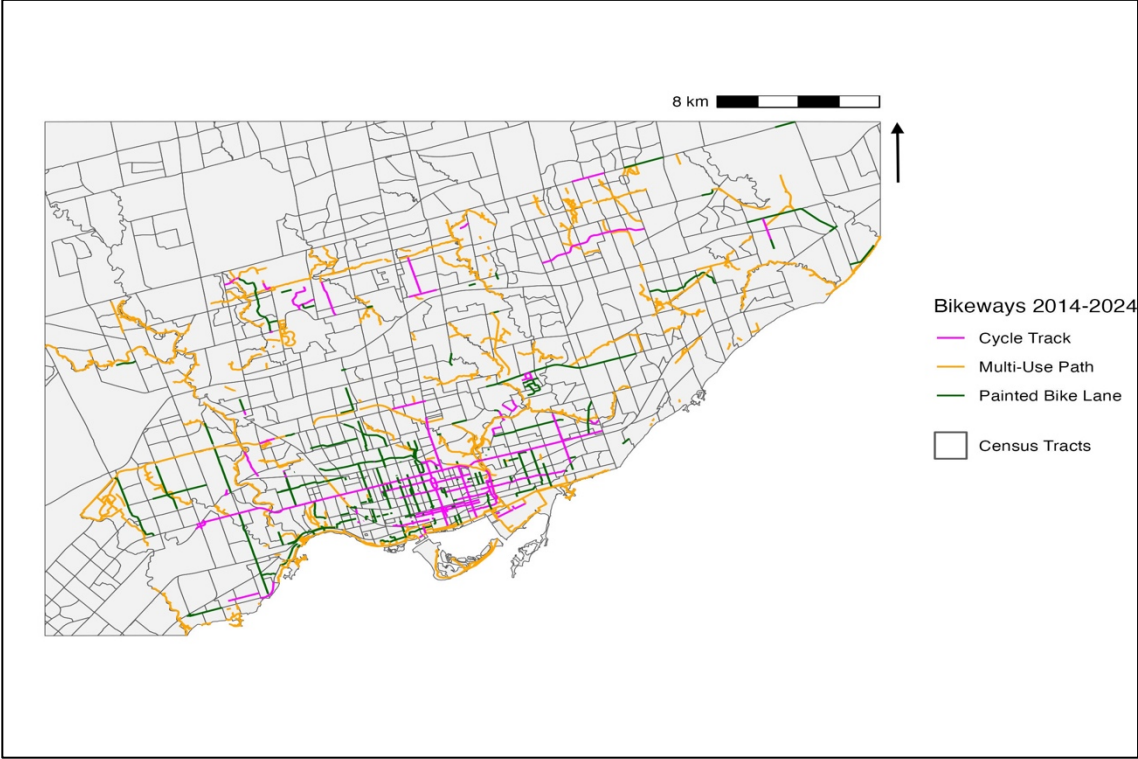 8 km
Bikeways 2014-2024
Cycle Track
Multi-Use Path
Painted Bike Lane
Census Tracts